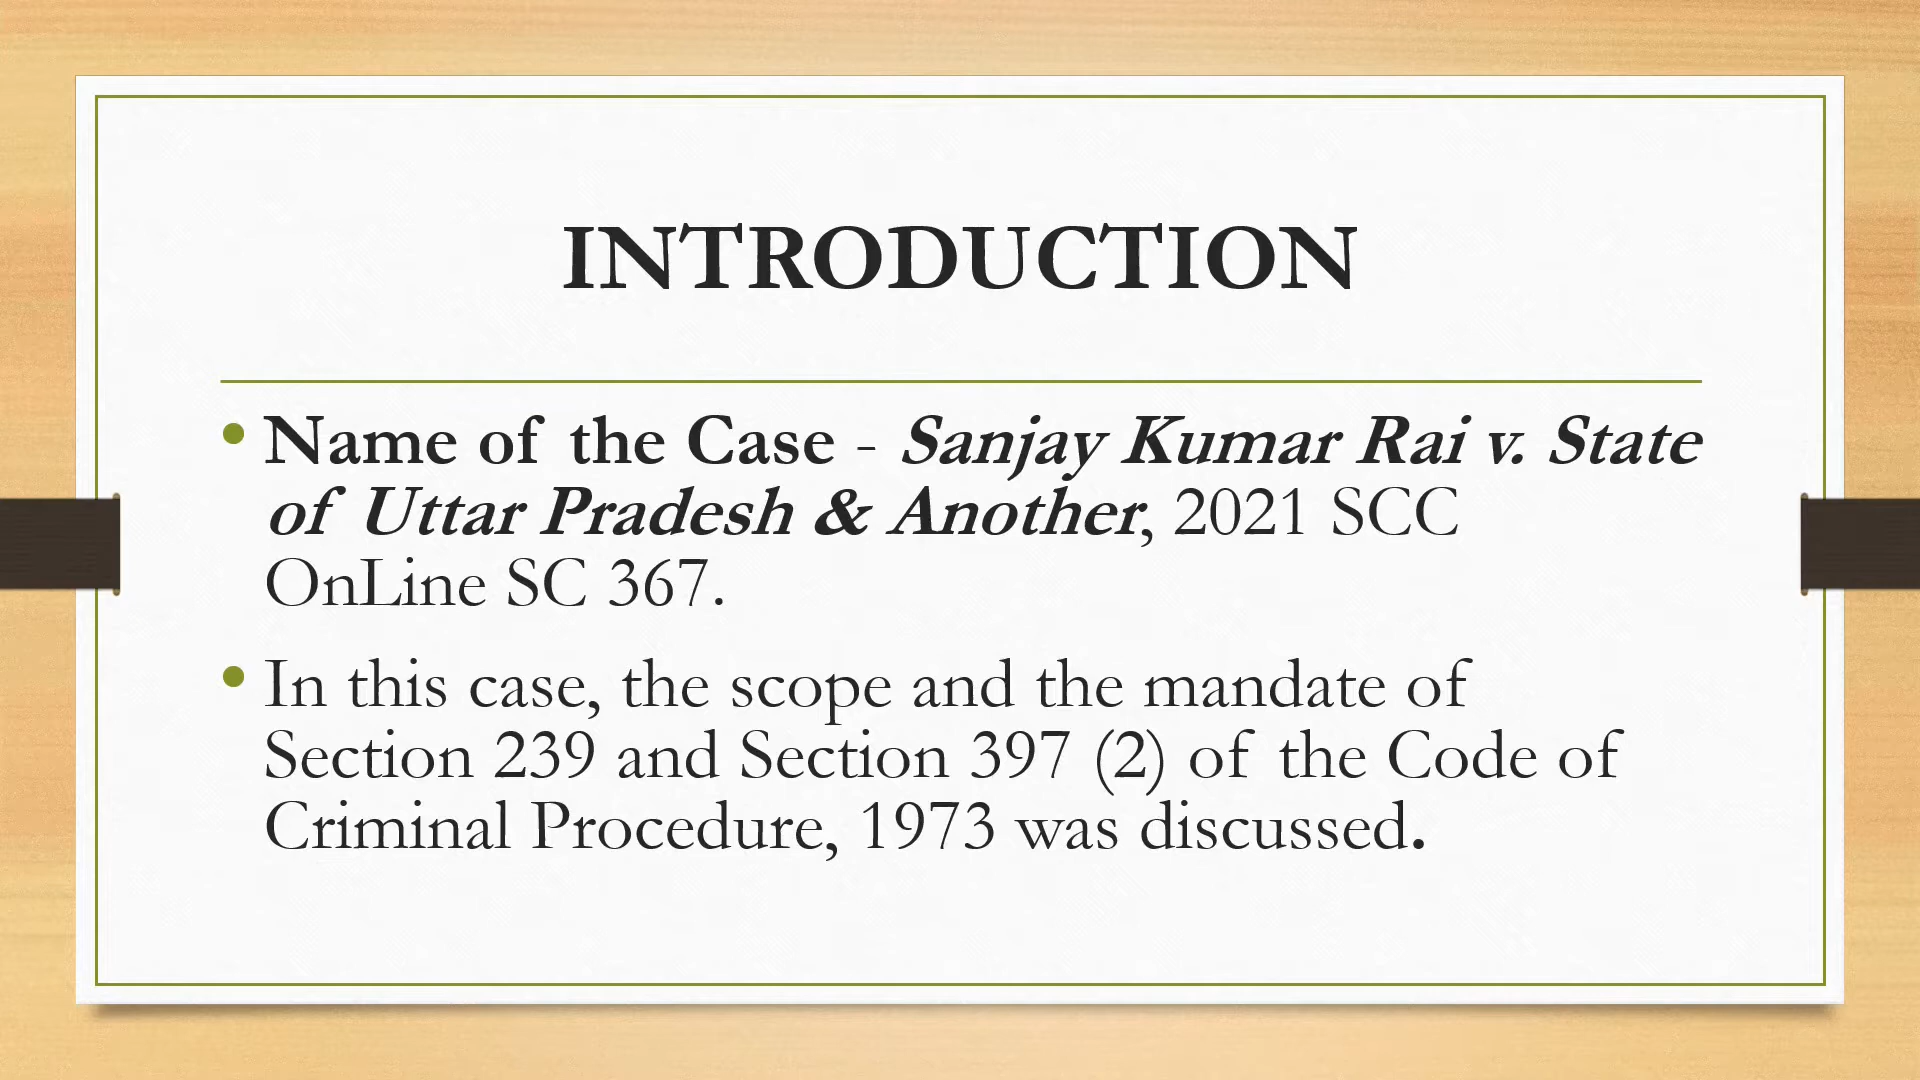 INTRODUCTION
• Name of the Case - Sanjay Kumar Rai v. State
of Uttar Pradesh & Another, 2021 SCC
OnLine SC 367.
• In this case, the scope and the mandate of
Section 239 and Section 397 (2) of the Code of
Criminal Procedure, 1973 was discussed.